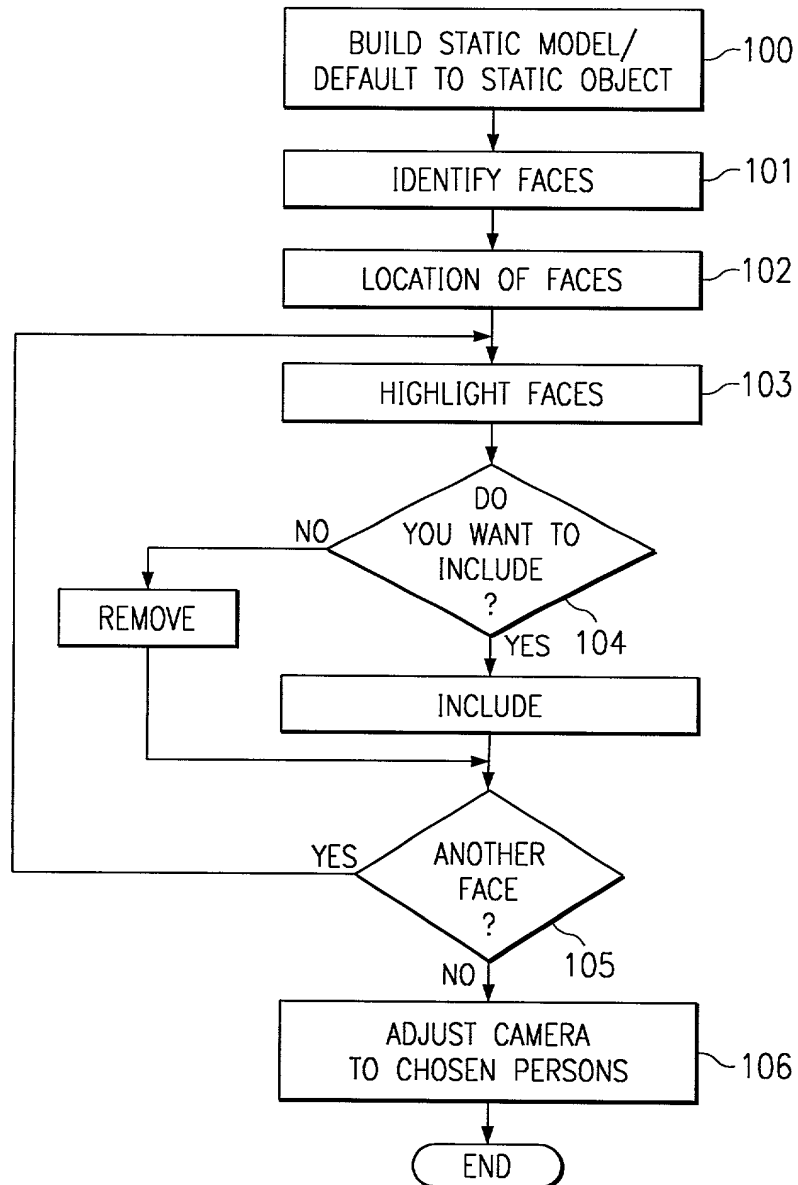 BUILD STATIC MODEL/
DEFAULT TO STATIC OBJECT
100
IDENTIFY FACES
101
LOCATION OF FACES
102
HIGHLIGHT FACES
103
DO
YOU WANT TO
INCLUDE
?
104
NO
YES
REMOVE
INCLUDE
ANOTHER
FACE
?
105
YES
NO
ADJUST CAMERA
TO CHOSEN PERSONS
106
END